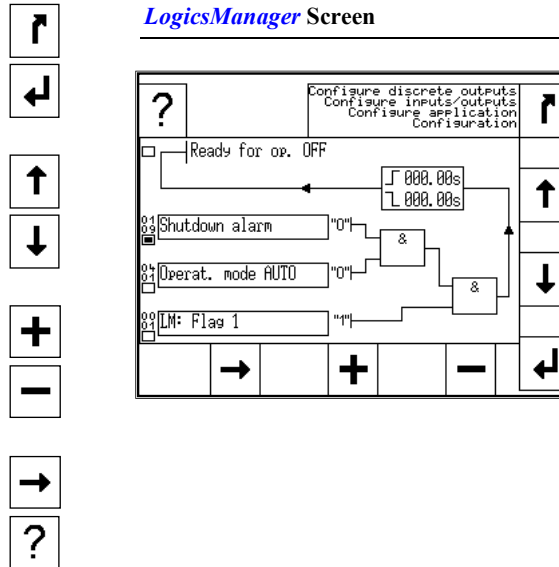 LogicsManager Screen
?
Configure discrete outputs
Configure inputs/outputs
Configure application
Configuration
Ready for op. OFF
000.00s
000.00s
01
09
Shutdown alarm
"0"
&
04
01
Operat. mode AUTO
"0"
&
00
01
LM: Flag 1
"1"
+
−
?